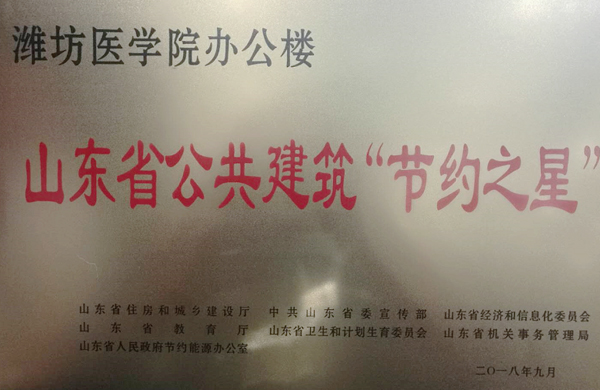 潍坊医学院办公楼
山东省公共建筑“节约之星”
山东省住房和城乡建设厅 中共山东省委宣传部 山东省经济和信息化委员会
山东省教育厅 山东省卫生和计划生育委员会 山东省机关事务管理局
山东省人民政府节约能源办公室
二〇一八年九月